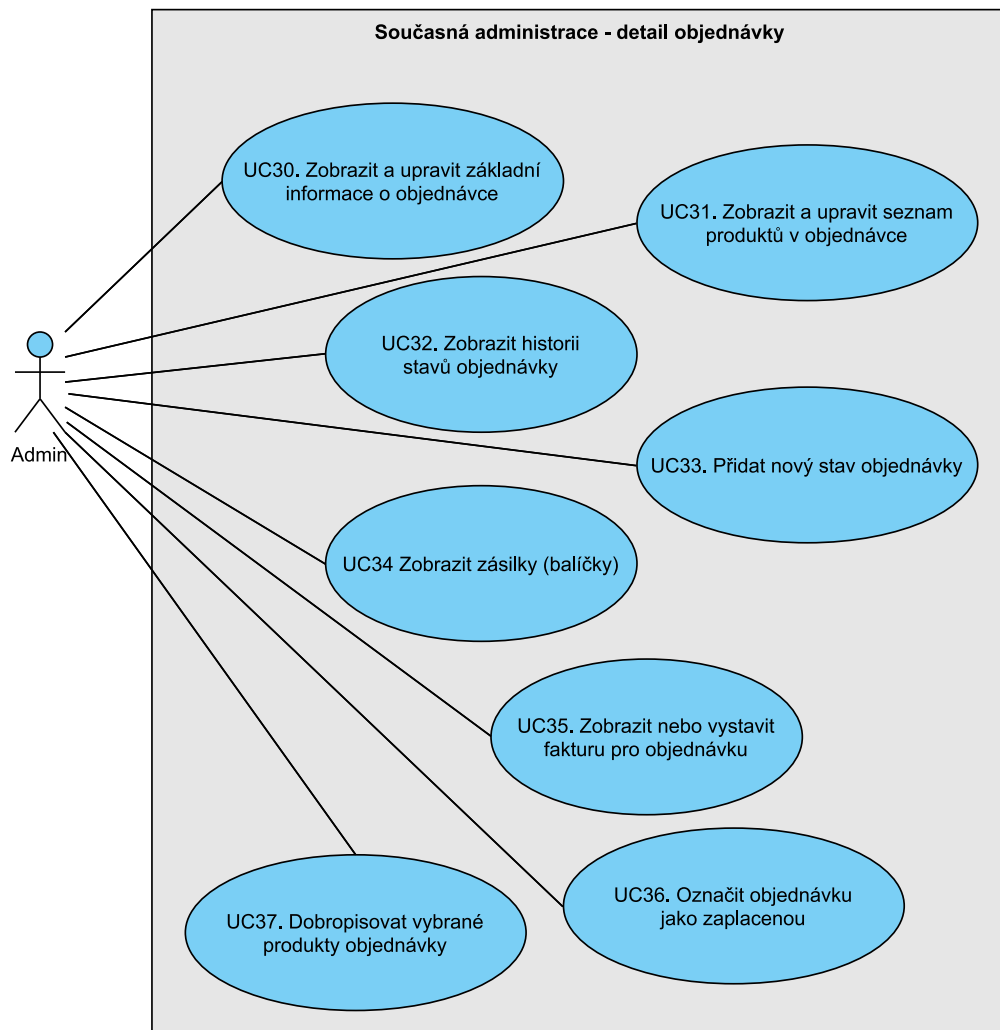 Současná administrace - detail objednávky
UC30. Zobrazit a upravit základní
informace o objednávce
UC31. Zobrazit a upravit seznam
produktů v objednávce
UC32. Zobrazit historii
stavů objednávky
Admin
UC33. Přidat nový stav objednávky
UC34 Zobrazit zásilky (balíčky)
UC35. Zobrazit nebo vystavit
fakturu pro objednávku
UC36. Označit objednávku
jako zaplacenou
UC37. Dobropisovat vybrané
produkty objednávky